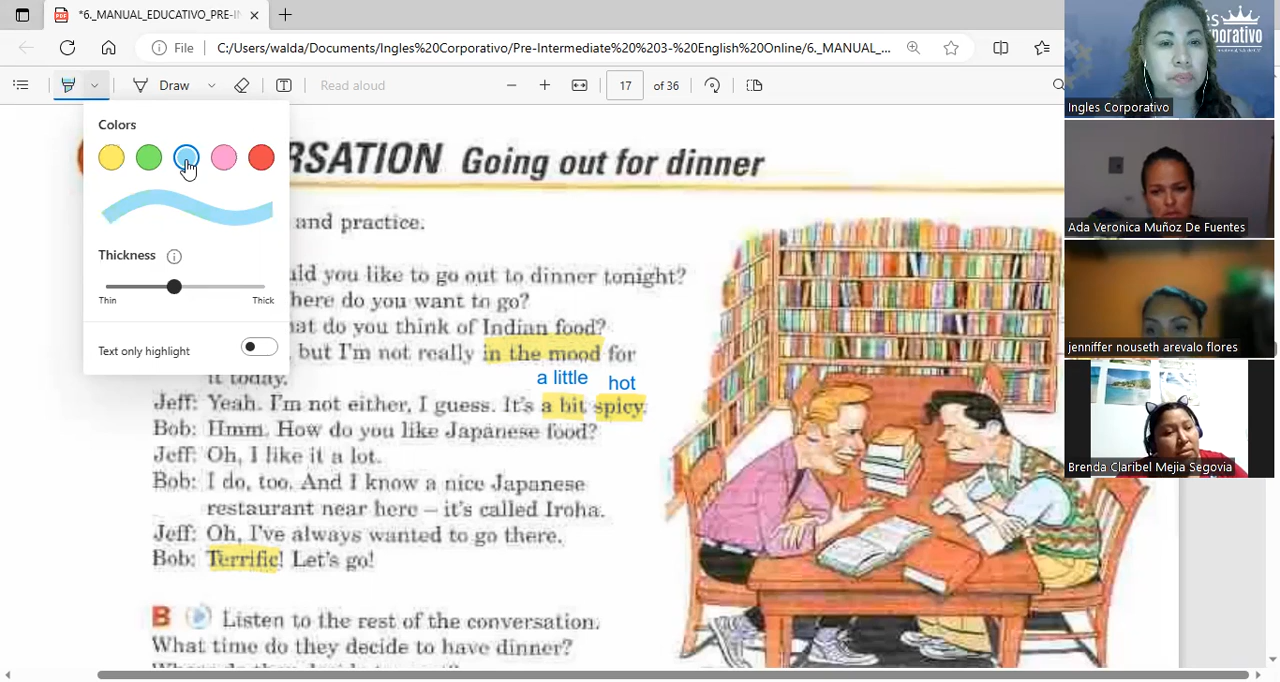 *6._MANUAL_EDUCATIVO_PRE-IN
File C:/Users/walda/Documents/Ingles%20Corporativo/Pre-Intermediate%20%203-%20English%20Online/6._MANUAL_...
Draw Read aloud 17 of 36
Colors
Thickness
Thin Thick
Text only highlight
RSATION Going out for dinner
and practice.
uld you like to go out to dinner tonight?
here do you want to go?
hat do you think of Indian food?
but I'm not really in the mood for
it today.
a little hot
Jeff: Yeah. I'm not either, I guess. It's a bit spicy.
Bob: Hmm. How do you like Japanese food?
Jeff: Oh, I like it a lot.
Bob: I do, too. And I know a nice Japanese
restaurant near here – it's called Iroha.
Jeff: Oh, I've always wanted to go there.
Bob: Terrific! Let's go!
B Listen to the rest of the conversation.
What time do they decide to have dinner?
és
orporativo
Ingles Corporativo
Ada Veronica Muñoz De Fuentes
jenniffer nouseth arevalo flores
Brenda Claribel Mejia Segovia